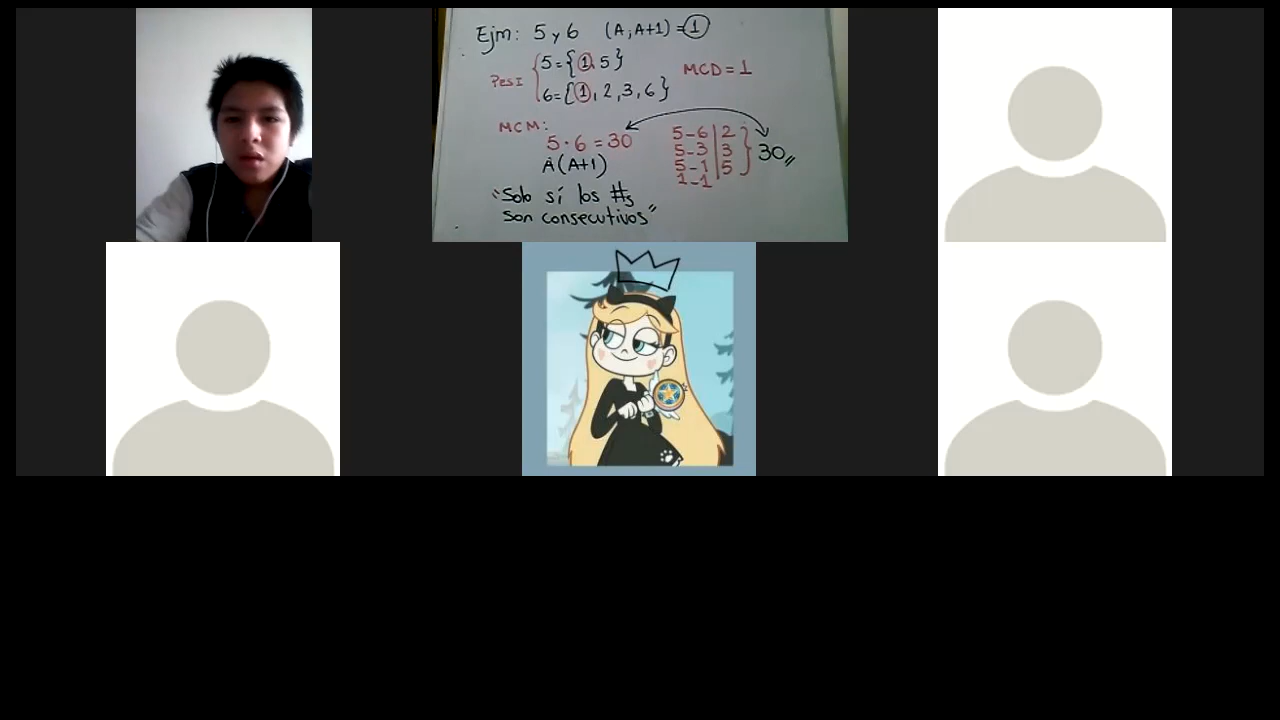 Ejm: 5 y 6 (A; A+1) = 1
5 = {1, 5}
PESI
MCD = 1
6 = {1, 2, 3, 6}
MCM:
5 · 6 = 30
A(A+1)
5-6 | 2
5-3 | 3
5-1 | 5
1-1
30
"Solo sí los #s
son consecutivos"